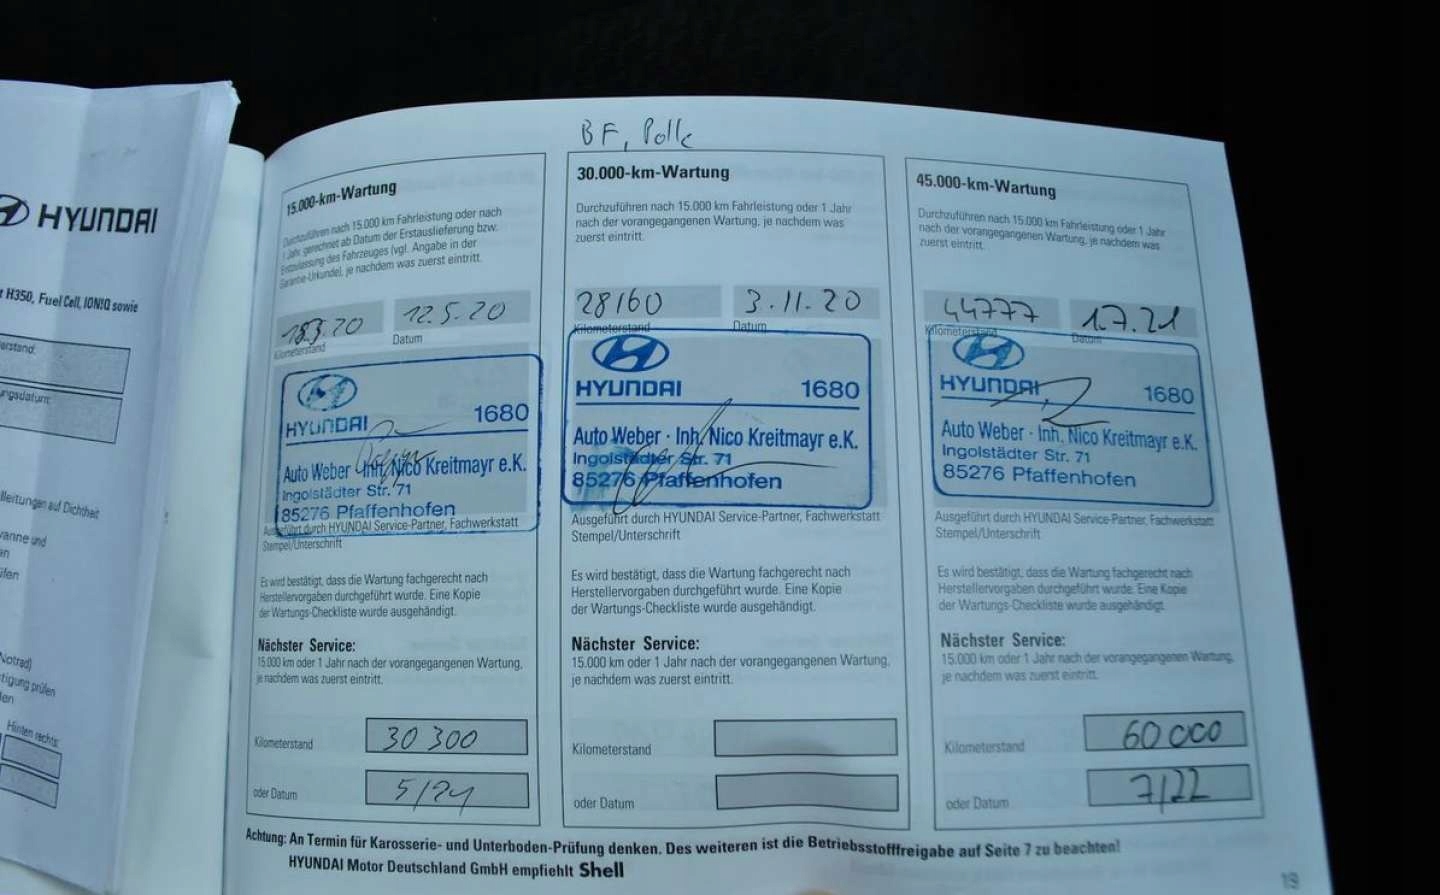 HYUNDAI
H350, Fuel Cell, IONIQ sowie
erstand:
ngsdatum:
lleitungen auf Dichtheit
vanne und
en
üfen
Notrad)
tigung prüfen
den
Hinten rechts:
BF, Polle
15.000-km-Wartung
Durchzuführen nach 15.000 km Fahrleistung oder nach
1 Jahr, gerechnet ab Datum der Erstauslieferung bzw.
Erstzulassung des Fahrzeuges (vgl. Angabe in der
Garantie-Urkunde), je nachdem was zuerst eintritt.
12.5.20
Kilometerstand
Datum
HYUNDAI
1680
Auto Weber · Inh. Nico Kreitmayr e.K.
Ingolstädter Str. 71
85276 Pfaffenhofen
Ausgeführt durch HYUNDAI Service-Partner, Fachwerkstatt
Stempel/Unterschrift
Es wird bestätigt, dass die Wartung fachgerecht nach
Herstellervorgaben durchgeführt wurde. Eine Kopie
der Wartungs-Checkliste wurde ausgehändigt.
Nächster Service:
15.000 km oder 1 Jahr nach der vorangegangenen Wartung,
je nachdem was zuerst eintritt.
Kilometerstand
30 300
oder Datum
5/21
30.000-km-Wartung
Durchzuführen nach 15.000 km Fahrleistung oder 1 Jahr
nach der vorangegangenen Wartung, je nachdem was
zuerst eintritt.
28160
3.11.20
Kilometerstand
Datum
HYUNDAI
1680
Auto Weber · Inh. Nico Kreitmayr e.K.
Ingolstädter Str. 71
85276 Pfaffenhofen
Ausgeführt durch HYUNDAI Service-Partner, Fachwerkstatt
Stempel/Unterschrift
Es wird bestätigt, dass die Wartung fachgerecht nach
Herstellervorgaben durchgeführt wurde. Eine Kopie
der Wartungs-Checkliste wurde ausgehändigt.
Nächster Service:
15.000 km oder 1 Jahr nach der vorangegangenen Wartung,
je nachdem was zuerst eintritt.
Kilometerstand
oder Datum
45.000-km-Wartung
Durchzuführen nach 15.000 km Fahrleistung oder 1 Jahr
nach der vorangegangenen Wartung, je nachdem was
zuerst eintritt.
44777
1.7.21
Kilometerstand
Datum
HYUNDAI
1680
Auto Weber · Inh. Nico Kreitmayr e.K.
Ingolstädter Str. 71
85276 Pfaffenhofen
Ausgeführt durch HYUNDAI Service-Partner, Fachwerkstatt
Stempel/Unterschrift
Es wird bestätigt, dass die Wartung fachgerecht nach
Herstellervorgaben durchgeführt wurde. Eine Kopie
der Wartungs-Checkliste wurde ausgehändigt.
Nächster Service:
15.000 km oder 1 Jahr nach der vorangegangenen Wartung,
je nachdem was zuerst eintritt.
Kilometerstand
60000
oder Datum
7/22
Achtung: An Termin für Karosserie- und Unterboden-Prüfung denken. Des weiteren ist die Betriebsstofffreigabe auf Seite 7 zu beachten!
HYUNDAI Motor Deutschland GmbH empfiehlt Shell
19